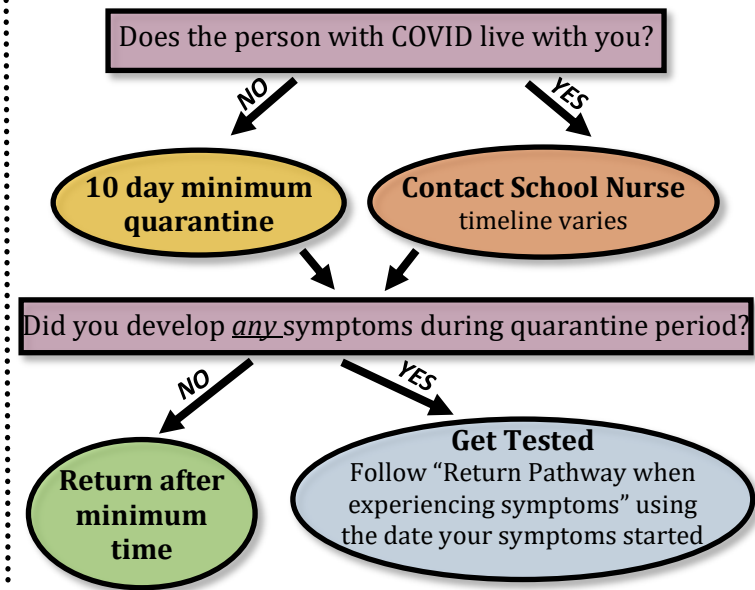 Does the person with COVID live with you?
NO
YES
10 day minimum
quarantine
Contact School Nurse
timeline varies
Did you develop any symptoms during quarantine period?
NO
YES
Return after
minimum
time
Get Tested
Follow “Return Pathway when
experiencing symptoms” using
the date your symptoms started